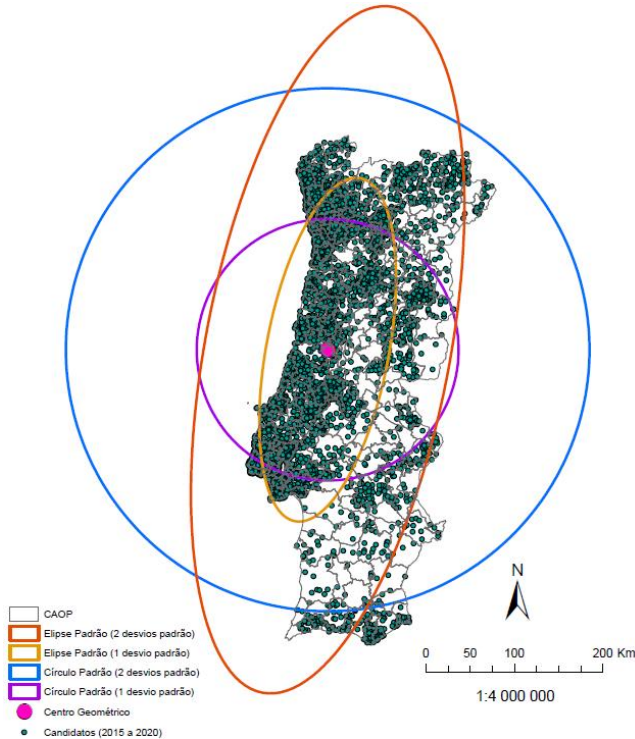 CAOP
Elipse Padrão (2 desvios padrão)
Elipse Padrão (1 desvio padrão)
Círculo Padrão (2 desvios padrão)
Círculo Padrão (1 desvio padrão)
Centro Geométrico
Candidatos (2015 a 2020)
N
0 50 100 200 Km
1:4 000 000